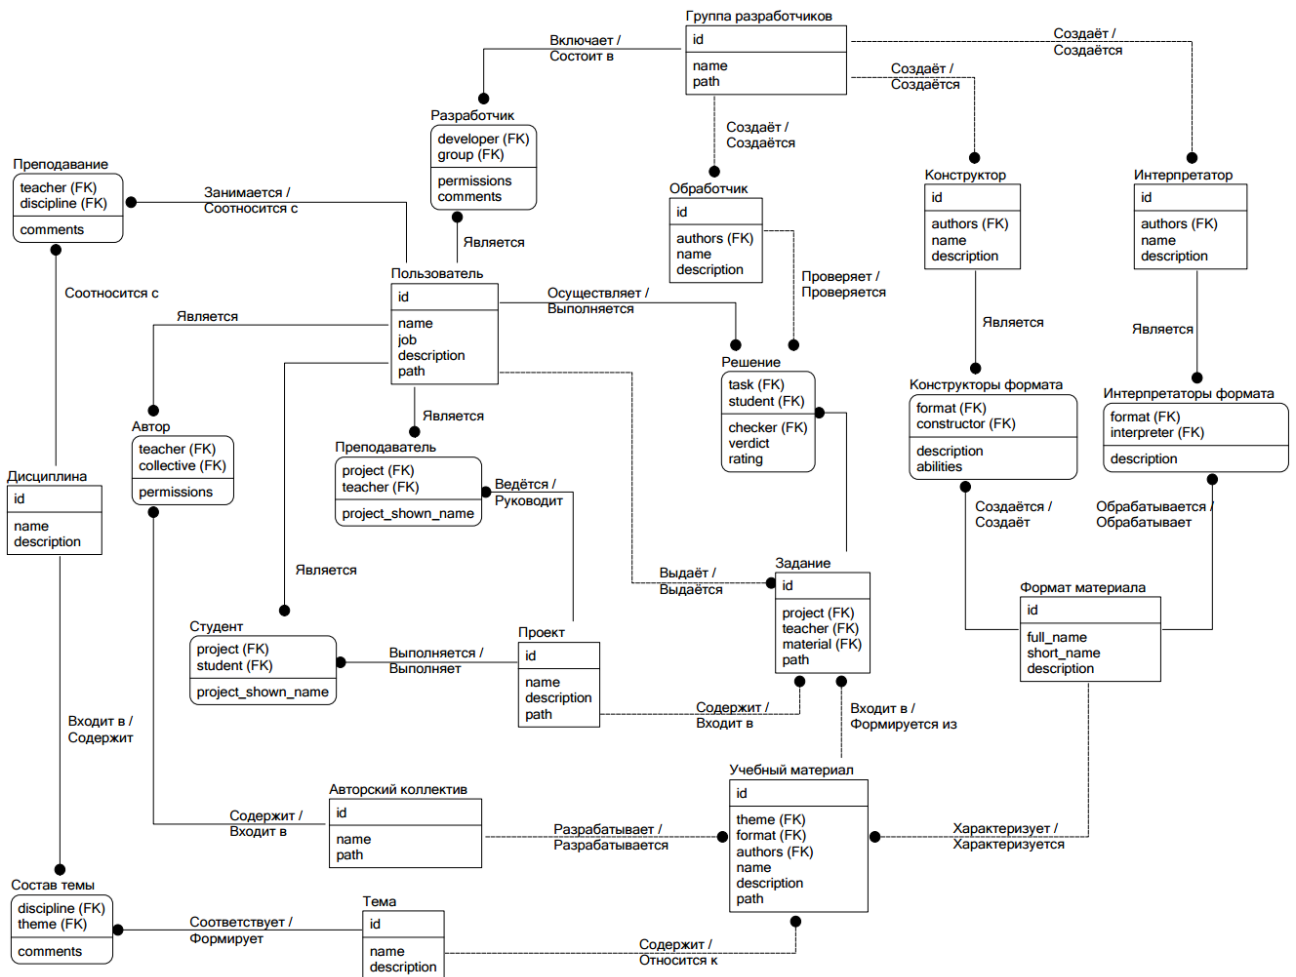 Группа разработчиков
id
name
path
Включает /
Состоит в
Создаёт /
Создаётся
Создаёт /
Создаётся
Создаёт /
Создаётся
Разработчик
developer (FK)
group (FK)
permissions
comments
Преподавание
teacher (FK)
discipline (FK)
comments
Занимается /
Соотносится с
Является
Обработчик
id
authors (FK)
name
description
Конструктор
id
authors (FK)
name
description
Интерпретатор
id
authors (FK)
name
description
Соотносится с
Пользователь
id
name
job
description
path
Осуществляет /
Выполняется
Проверяет /
Проверяется
Является
Является
Является
Решение
task (FK)
student (FK)
checker (FK)
verdict
rating
Конструкторы формата
format (FK)
constructor (FK)
description
abilities
Интерпретаторы формата
format (FK)
interpreter (FK)
description
Является
Автор
teacher (FK)
collective (FK)
permissions
Преподаватель
project (FK)
teacher (FK)
project_shown_name
Ведётся /
Руководит
Дисциплина
id
name
description
Создаётся /
Создаёт
Обрабатывается /
Обрабатывает
Является
Выдаёт /
Выдаётся
Задание
id
project (FK)
teacher (FK)
material (FK)
path
Формат материала
id
full_name
short_name
description
Студент
project (FK)
student (FK)
project_shown_name
Выполняется /
Выполняет
Проект
id
name
description
path
Содержит /
Входит в
Входит в /
Формируется из
Входит в /
Содержит
Авторский коллектив
id
name
path
Содержит /
Входит в
Разрабатывает /
Разрабатывается
Учебный материал
id
theme (FK)
format (FK)
authors (FK)
name
description
path
Характеризует /
Характеризуется
Состав темы
discipline (FK)
theme (FK)
comments
Соответствует /
Формирует
Тема
id
name
description
Содержит /
Относится к